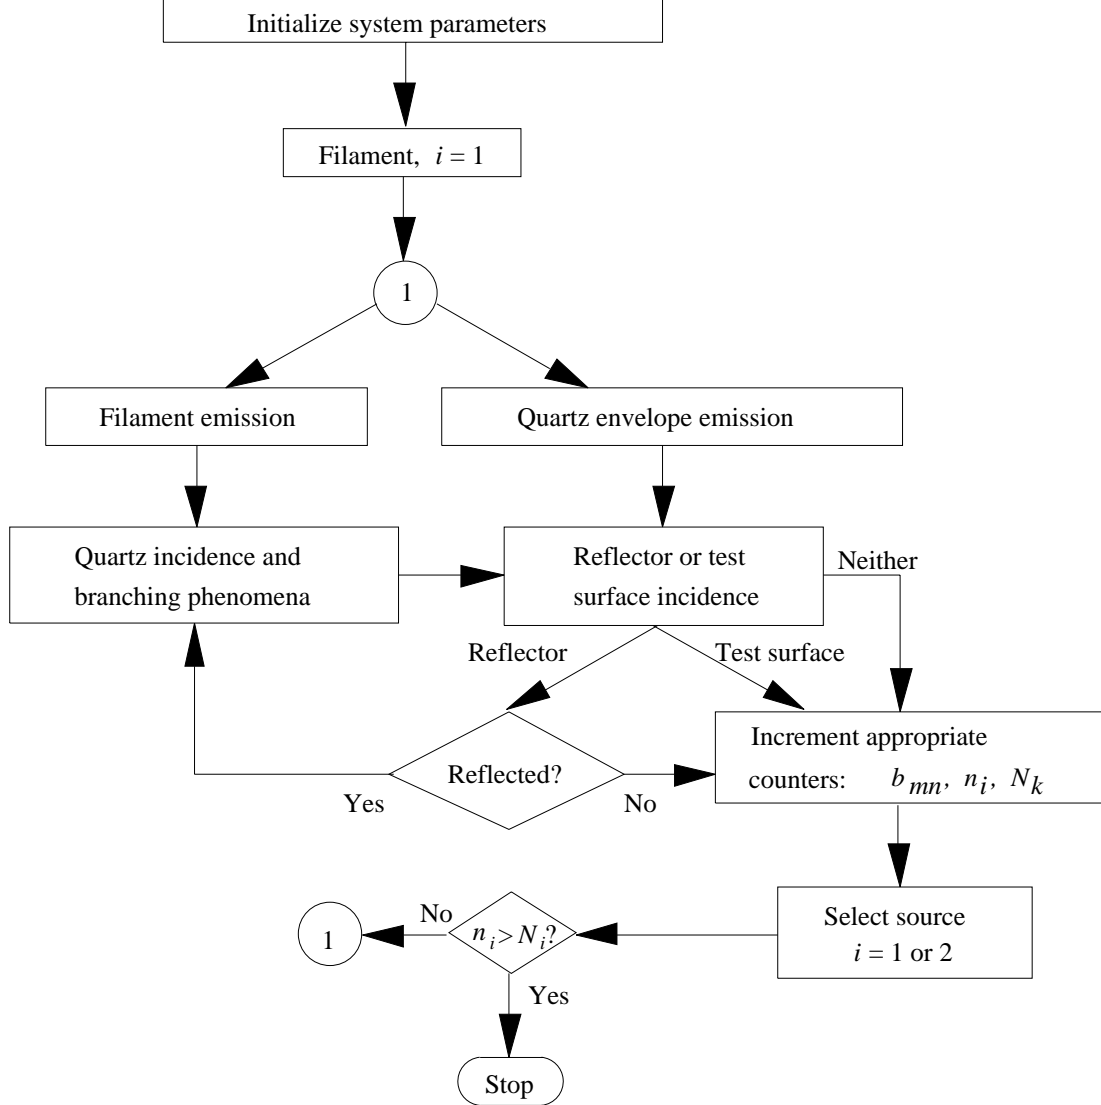 Initialize system parameters
Filament, i = 1
1
Filament emission
Quartz envelope emission
Quartz incidence and
branching phenomena
Reflector or test
surface incidence
Neither
Reflector
Test surface
Reflected?
Yes
No
Increment appropriate
counters: b_mn, n_i, N_k
Select source
i = 1 or 2
n_i > N_i?
No
1
Yes
Stop